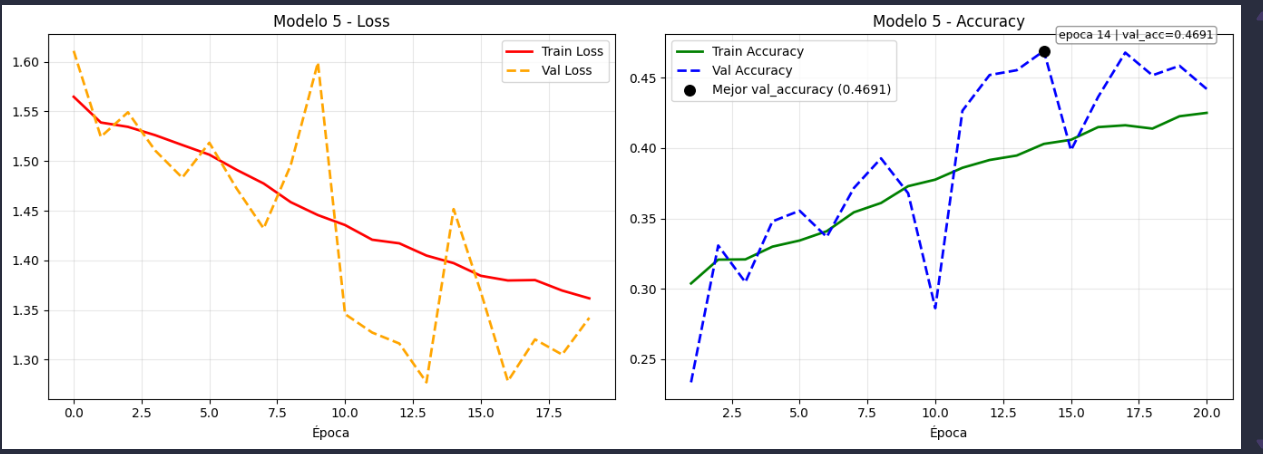 Modelo 5 - Loss
Train Loss
Val Loss
1.60
1.55
1.50
1.45
1.40
1.35
1.30
0.0 2.5 5.0 7.5 10.0 12.5 15.0 17.5
Época
Modelo 5 - Accuracy
epoca 14 | val_acc=0.4691
Train Accuracy
Val Accuracy
Mejor val_accuracy (0.4691)
0.45
0.40
0.35
0.30
0.25
2.5 5.0 7.5 10.0 12.5 15.0 17.5 20.0
Época